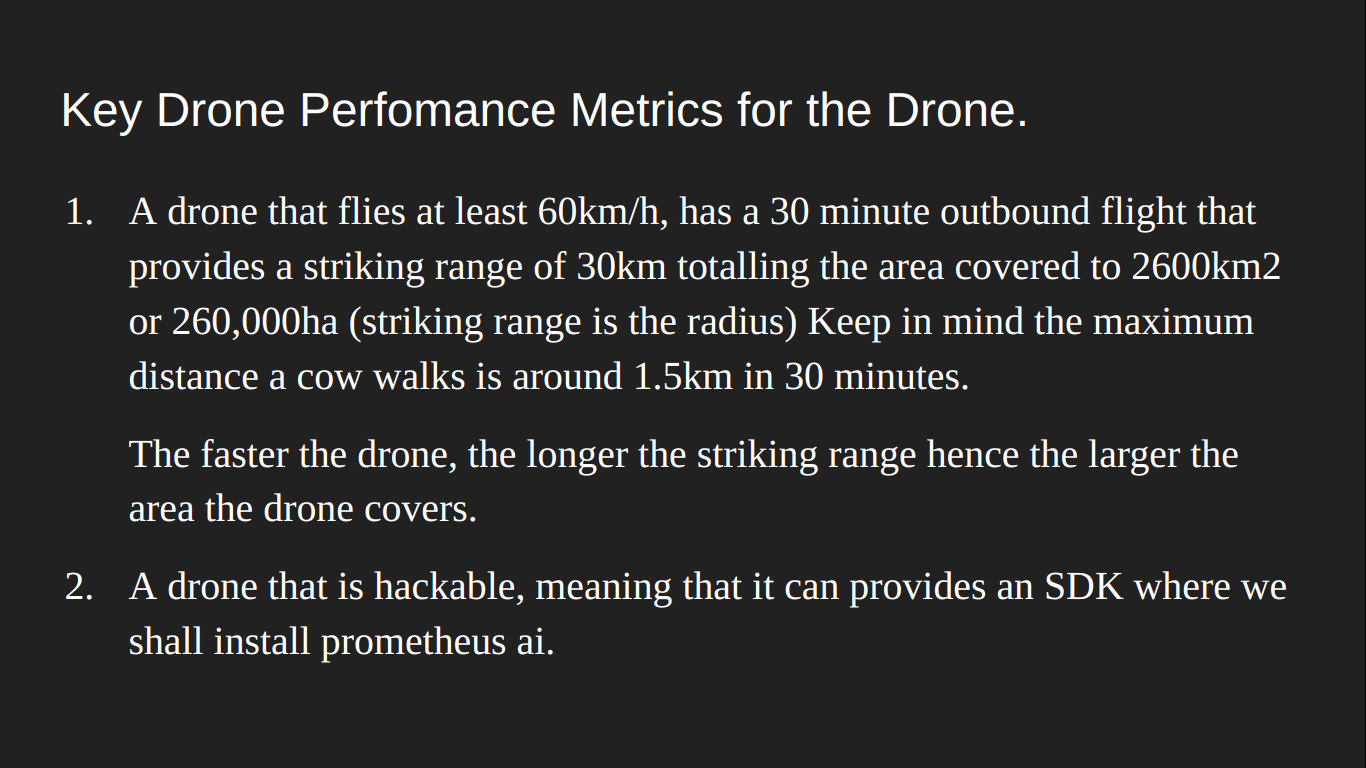 Key Drone Perfomance Metrics for the Drone.
1. A drone that flies at least 60km/h, has a 30 minute outbound flight that
provides a striking range of 30km totalling the area covered to 2600km2
or 260,000ha (striking range is the radius) Keep in mind the maximum
distance a cow walks is around 1.5km in 30 minutes.
The faster the drone, the longer the striking range hence the larger the
area the drone covers.
2. A drone that is hackable, meaning that it can provides an SDK where we
shall install prometheus ai.